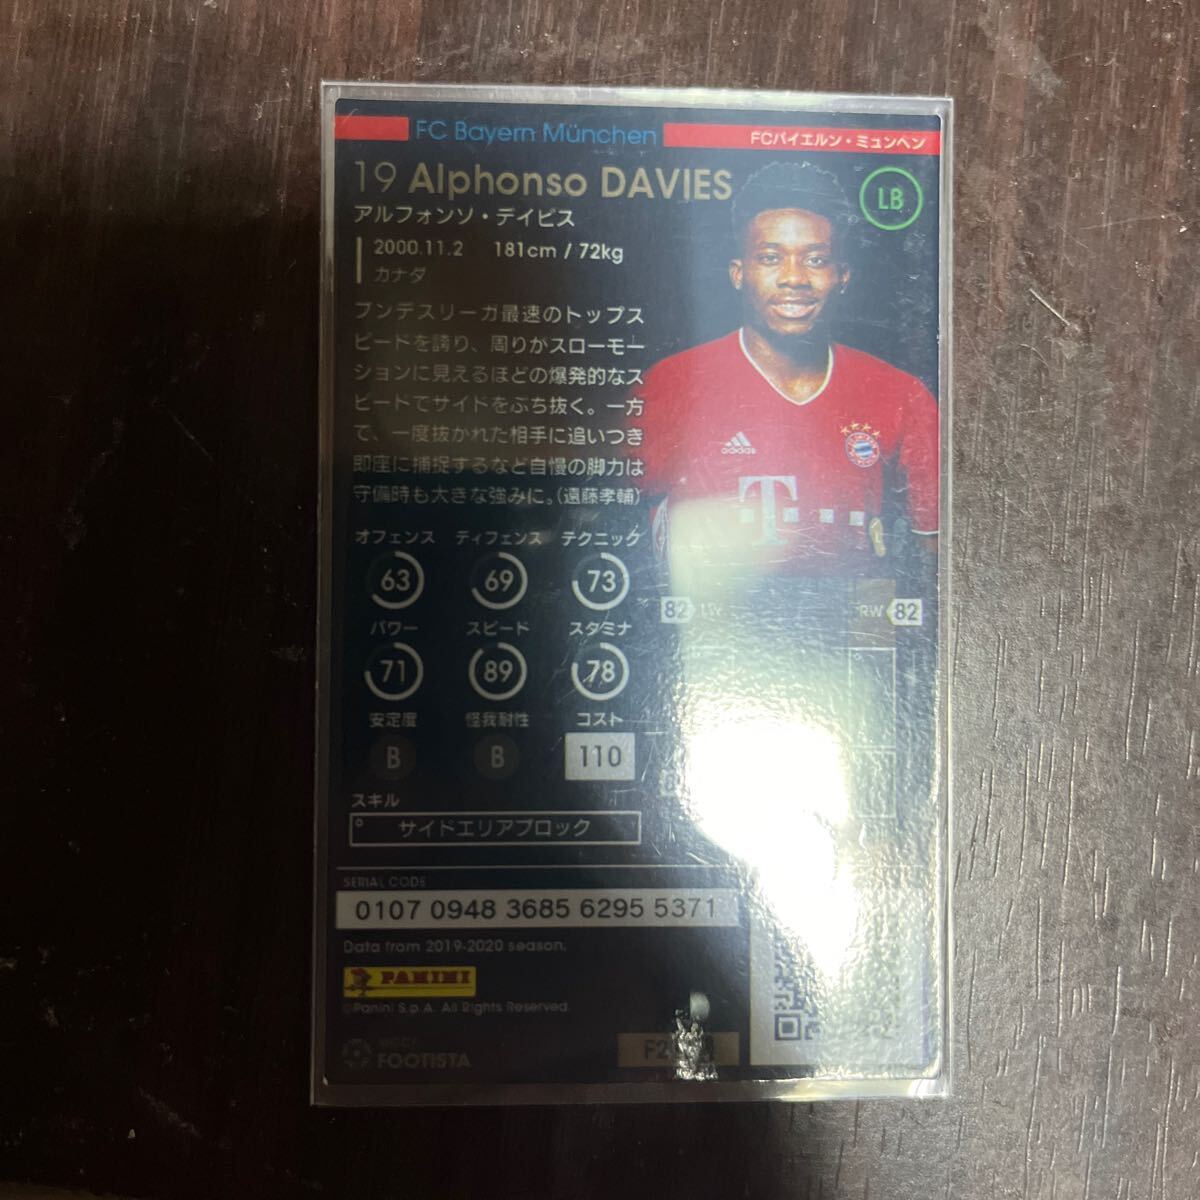 FC Bayern München
FCバイエルン・ミュンヘン
19 Alphonso DAVIES
LB
アルフォンソ・デイビス
2000.11.2 181cm / 72kg
カナダ
ブンデスリーガ最速のトップス
ピードを誇り、周りがスローモー
ションに見えるほどの爆発的なス
ピードでサイドをぶち抜く。一方
で、一度抜かれた相手に追いつき
即座に捕捉するなど自慢の脚力は
守備時も大きな強みに。(遠藤孝輔)
adidas
T
オフェンス ディフェンス テクニック
63 69 73
82 RW 82
パワー スピード スタミナ
71 89 78
安定度 怪我耐性 コスト
B B 110
スキル
サイドエリアブロック
SERIAL CODE
0107 0948 3685 6295 5371
Data from 2019-2020 season.
PANINI
©Panini S.p.A. All Rights Reserved.
WCCF
FOOTISTA